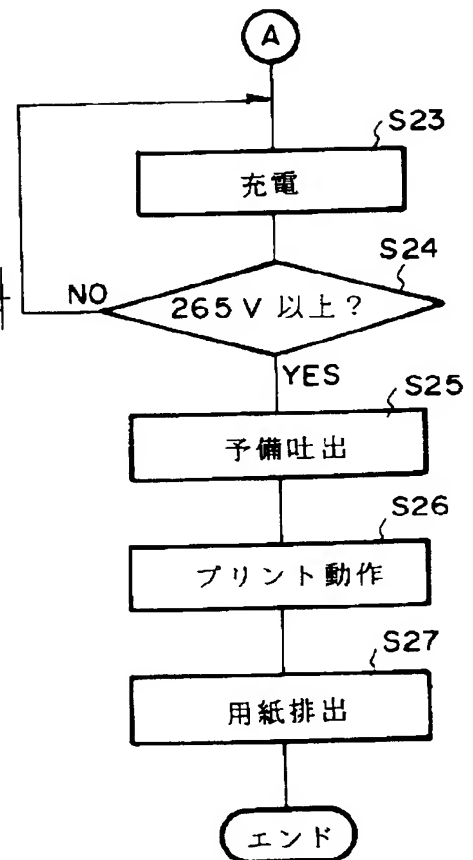 A
S23
充電
S24
NO
265V 以上?
YES
S25
予備吐出
S26
プリント動作
S27
用紙排出
エンド